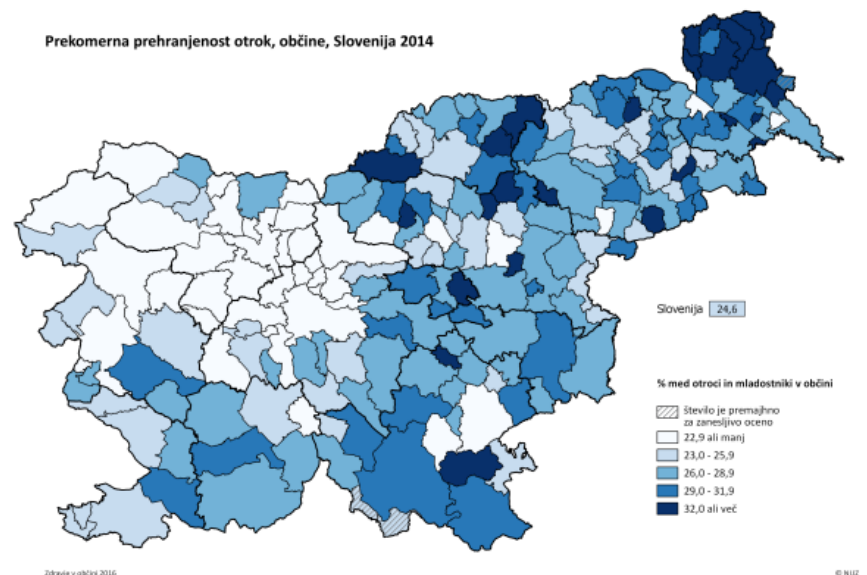 Prekomerna prehranjenost otrok, občine, Slovenija 2014
Slovenija 24,6
% med otroci in mladostniki v občini
število je premajhno
za zanesljivo oceno
22,9 ali manj
23,0 - 25,9
26,0 - 28,9
29,0 - 31,9
32,0 ali več
Zdravje v občini 2016
© NIJZ